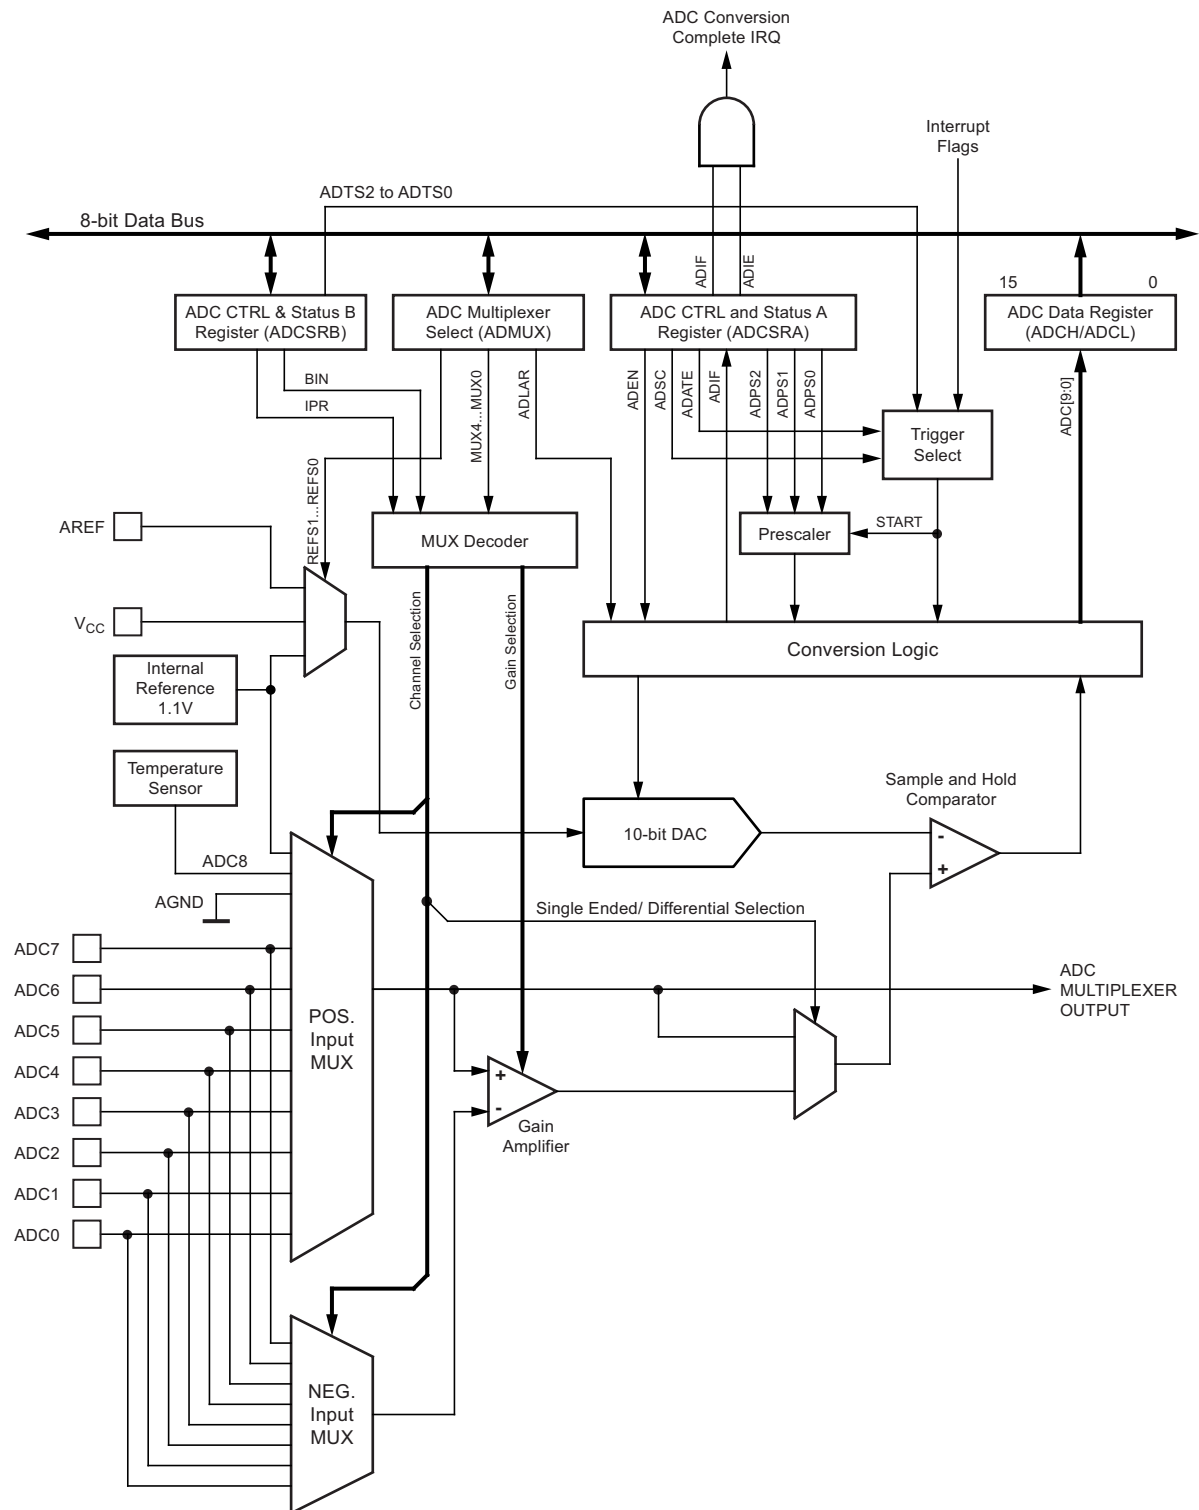 ADC Conversion
Complete IRQ
Interrupt
Flags
ADTS2 to ADTS0
8-bit Data Bus
ADIF
ADIE
15
0
ADC CTRL & Status B
Register (ADCSRB)
ADC Multiplexer
Select (ADMUX)
ADC CTRL and Status A
Register (ADCSRA)
ADC Data Register
(ADCH/ADCL)
BIN
IPR
REFS1...REFS0
MUX4...MUX0
ADLAR
ADEN
ADSC
ADATE
ADIF
ADPS2
ADPS1
ADPS0
ADC[9:0]
Trigger
Select
START
AREF
MUX Decoder
Prescaler
VCC
Channel Selection
Gain Selection
Conversion Logic
Internal
Reference
1.1V
Temperature
Sensor
Sample and Hold
Comparator
10-bit DAC
-
+
ADC8
AGND
Single Ended/ Differential Selection
ADC7
ADC6
ADC5
ADC4
ADC3
ADC2
ADC1
ADC0
POS.
Input
MUX
ADC
MULTIPLEXER
OUTPUT
+
-
Gain
Amplifier
NEG.
Input
MUX